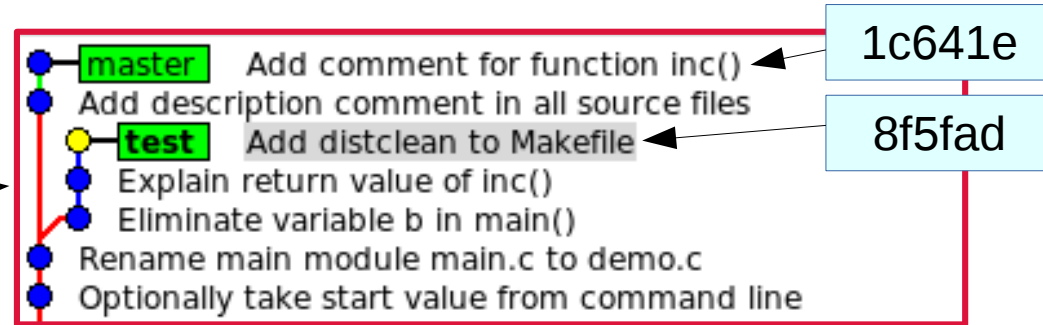 master Add comment for function inc() 1c641e
Add description comment in all source files
test Add distclean to Makefile 8f5fad
Explain return value of inc()
Eliminate variable b in main()
Rename main module main.c to demo.c
Optionally take start value from command line